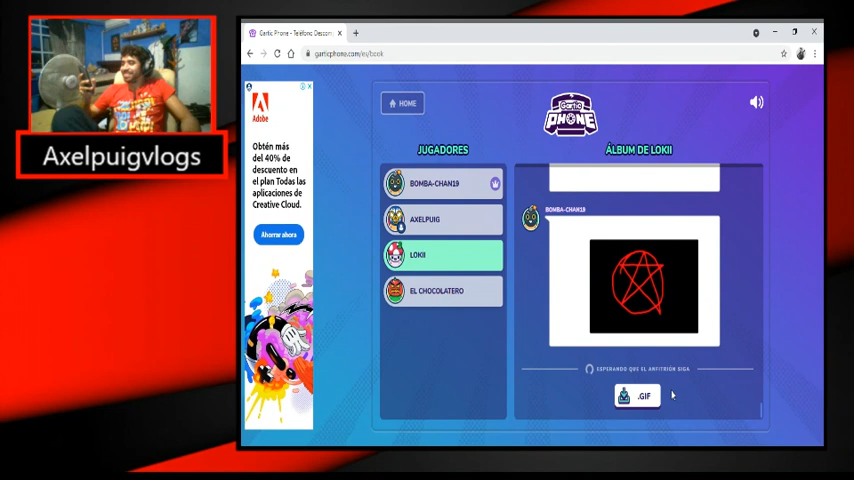 Gartic Phone - Teléfono Descom
garticphone.com/es/book
Adobe
Obtén más
del 40% de
descuento en
el plan Todas las
aplicaciones de
Creative Cloud.
Ahorrar ahora
HOME
Gartic
PHONE
JUGADORES
BOMBA-CHAN19
AXELPUIG
LOKII
EL CHOCOLATERO
ÁLBUM DE LOKII
BOMBA-CHAN19
ESPERANDO QUE EL ANFITRIÓN SIGA
.GIF
Axelpuigvlogs